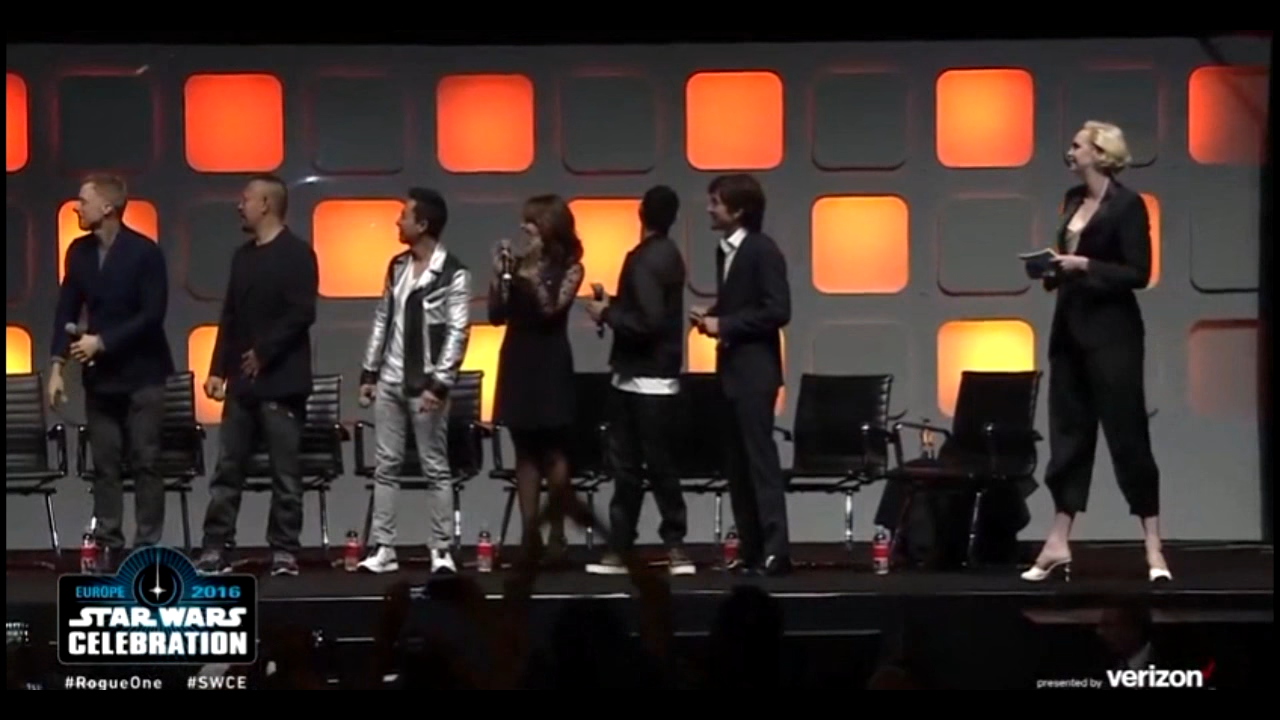 EUROPE 2016
STAR WARS
CELEBRATION
#RogueOne #SWCE
presented by verizon